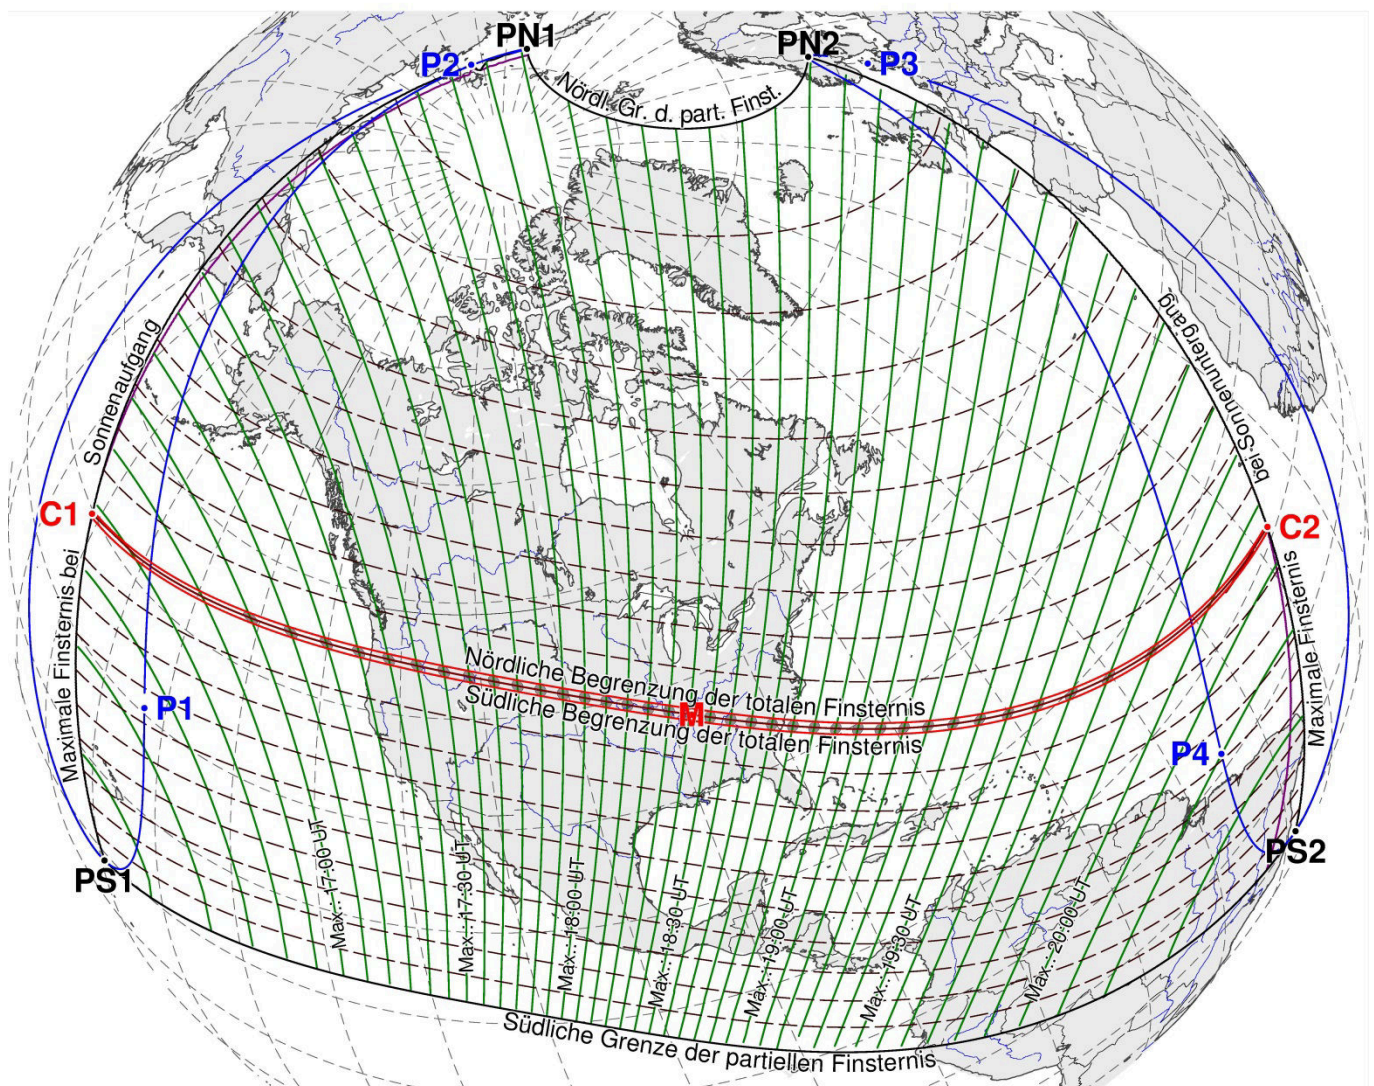 PN1
PN2
P2
P3
Nördl. Gr. d. part. Finst.
Sonnenaufgang
bei Sonnenuntergang
C1
C2
Maximale Finsternis bei
Maximale Finsternis
Nördliche Begrenzung der totalen Finsternis
M
Südliche Begrenzung der totalen Finsternis
P1
P4
PS1
PS2
Max.: 17:00 UT
Max.: 17:30 UT
Max.: 18:00 UT
Max.: 18:30 UT
Max.: 19:00 UT
Max.: 19:30 UT
Max.: 20:00 UT
Südliche Grenze der partiellen Finsternis